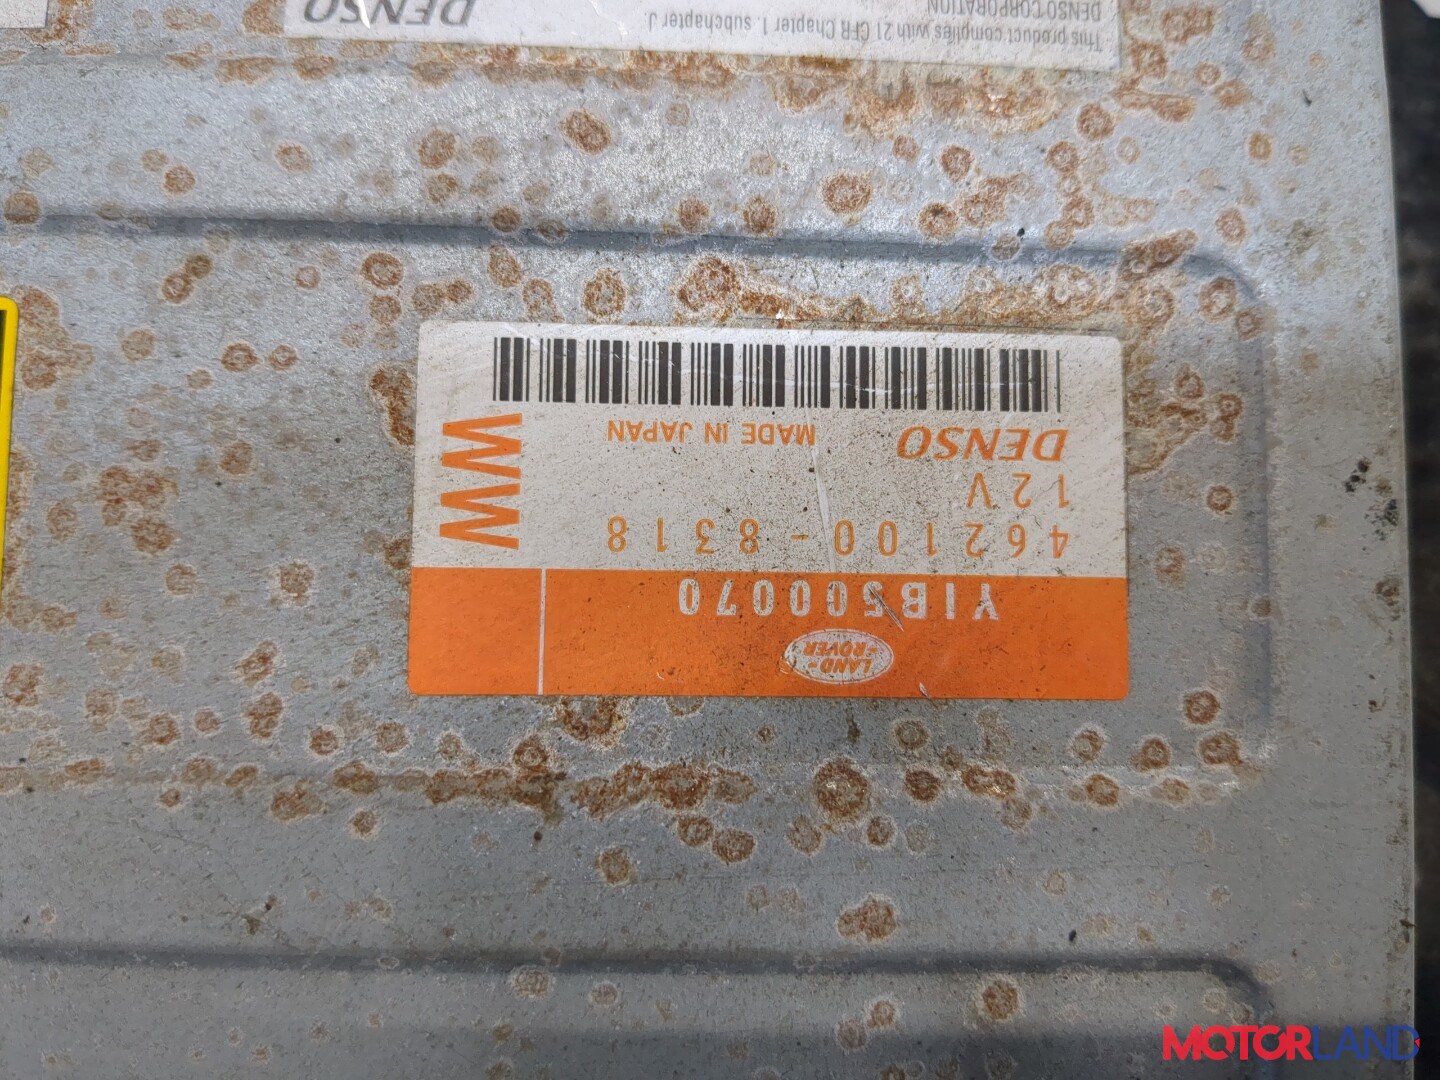 LAND-
ROVER
YIB500070
462100-8318
12V
DENSO MADE IN JAPAN
WW
This product complies with 21 CFR Chapter 1, subchapter J.
DENSO CORPORATION
DENSO
MOTORLAND